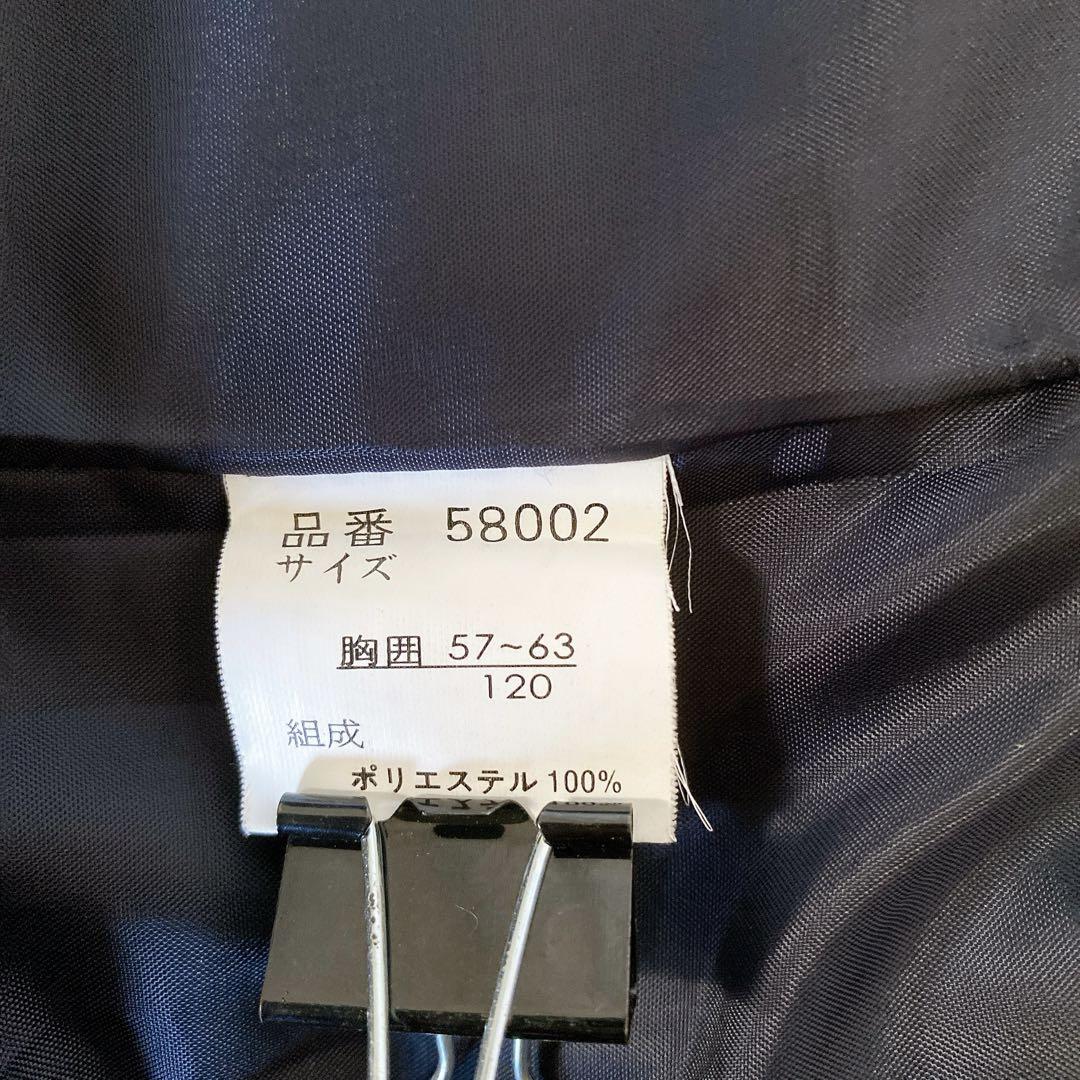 品番 58002
サイズ
胸囲 57~63
120
組成
ポリエステル 100%